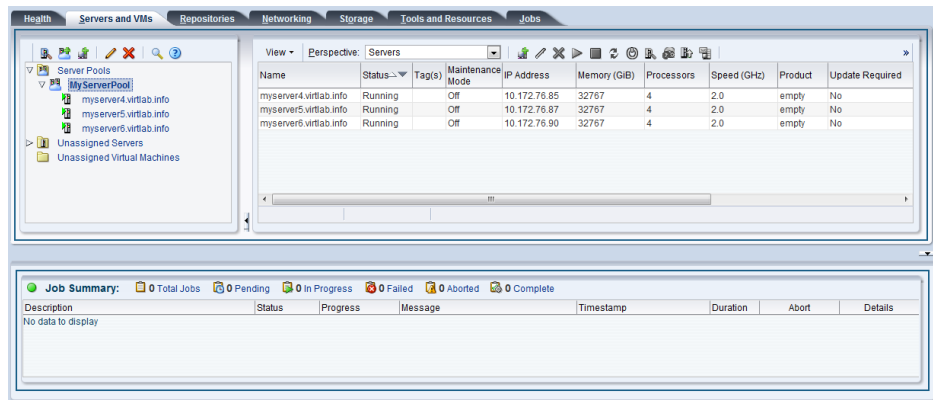 Health Servers and VMs Repositories Networking Storage Tools and Resources Jobs
View Perspective: Servers
Server Pools
MyServerPool
myserver4.virtlab.info
myserver5.virtlab.info
myserver6.virtlab.info
Unassigned Servers
Unassigned Virtual Machines
Name Status Tag(s) Maintenance Mode IP Address Memory (GiB) Processors Speed (GHz) Product Update Required
myserver4.virtlab.info Running Off 10.172.76.85 32767 4 2.0 empty No
myserver5.virtlab.info Running Off 10.172.76.87 32767 4 2.0 empty No
myserver6.virtlab.info Running Off 10.172.76.90 32767 4 2.0 empty No
Job Summary: 0 Total Jobs 0 Pending 0 In Progress 0 Failed 0 Aborted 0 Complete
Description Status Progress Message Timestamp Duration Abort Details
No data to display